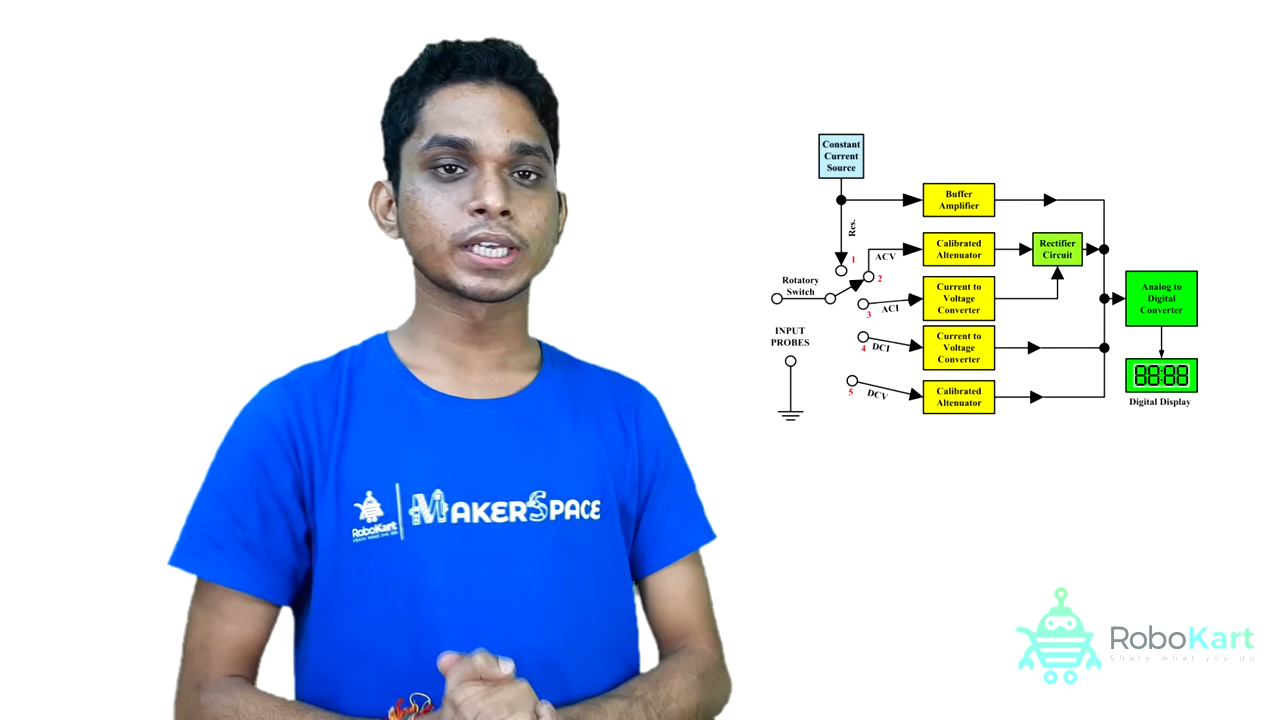 Constant
Current
Source
Buffer
Amplifier
Res.
1
ACV
Calibrated
Altenuator
Rectifier
Circuit
2
Rotatory
Switch
3
ACI
Current to
Voltage
Converter
Analog to
Digital
Converter
INPUT
PROBES
4
DCI
Current to
Voltage
Converter
88:88
Digital Display
5
DCV
Calibrated
Altenuator
RoboKart
MAKERSPACE
RoboKart
Share what you do